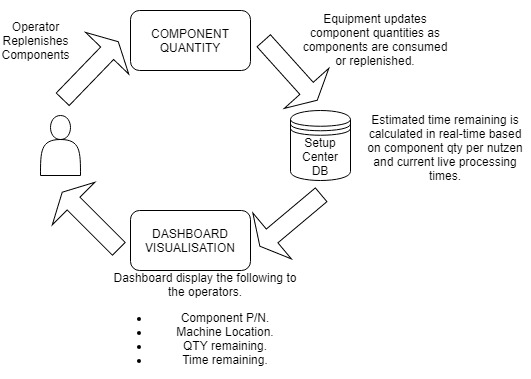 Operator
Replenishes
Components
COMPONENT
QUANTITY
Equipment updates
component quantities as
components are consumed
or replenished.
Setup
Center
DB
Estimated time remaining is
calculated in real-time based
on component qty per nutzen
and current live processing
times.
DASHBOARD
VISUALISATION
Dashboard display the following to
the operators.
• Component P/N.
• Machine Location.
• QTY remaining.
• Time remaining.